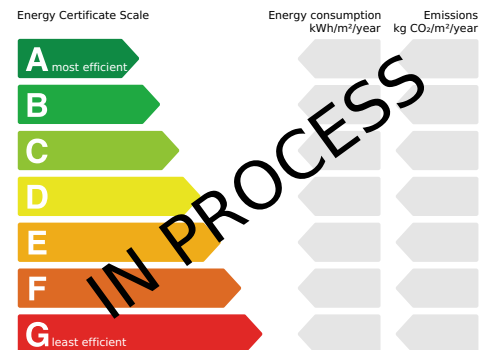 Energy Certificate Scale
Energy consumption
kWh/m²/year
Emissions
kg CO₂/m²/year
A most efficient
B
C
D
E
F
G least efficient
IN PROCESS